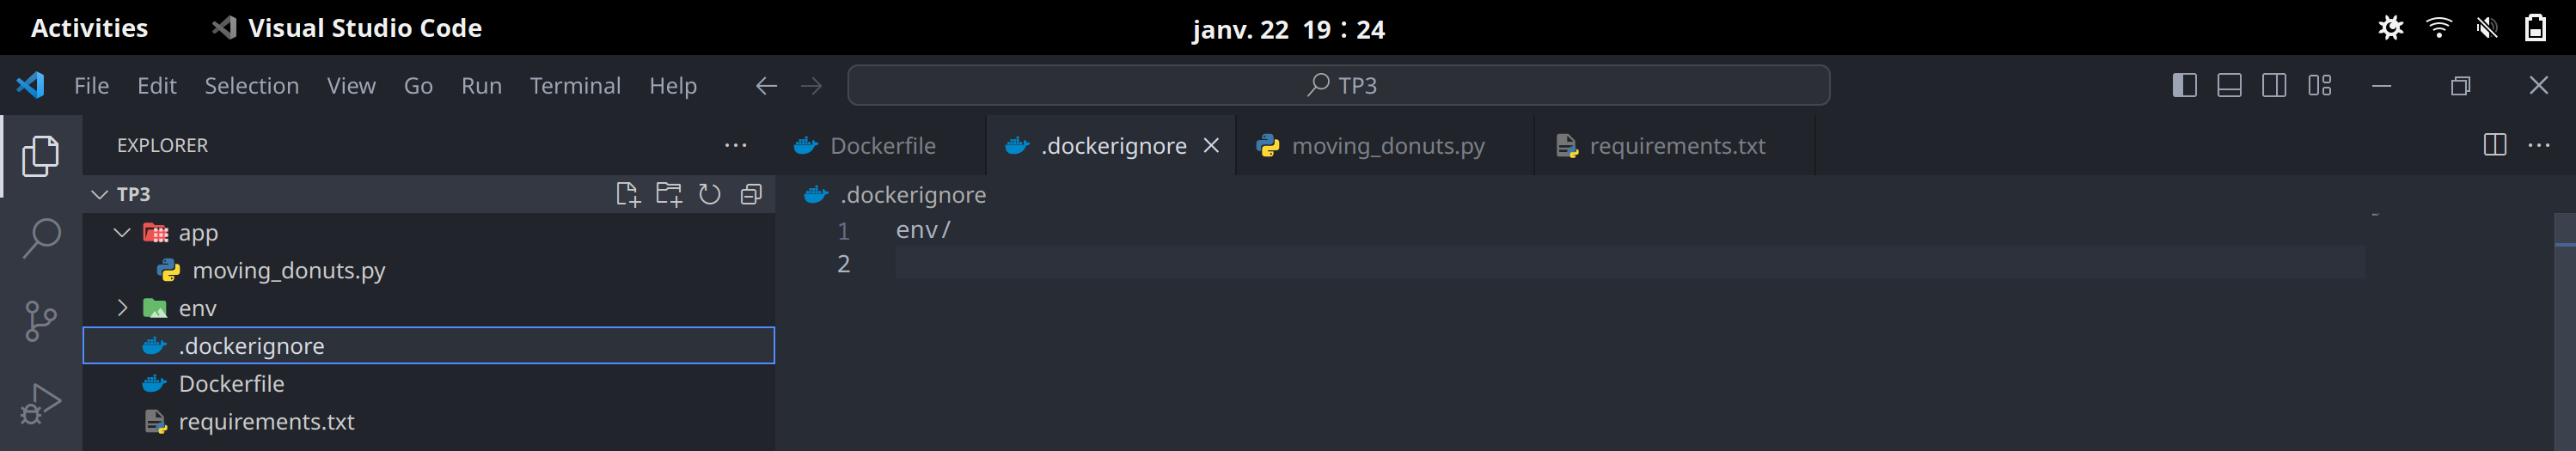 Activities Visual Studio Code janv. 22 19 : 24
File Edit Selection View Go Run Terminal Help TP3
EXPLORER Dockerfile .dockerignore moving_donuts.py requirements.txt
TP3 .dockerignore
app 1 env/
2
moving_donuts.py
env
.dockerignore
Dockerfile
requirements.txt